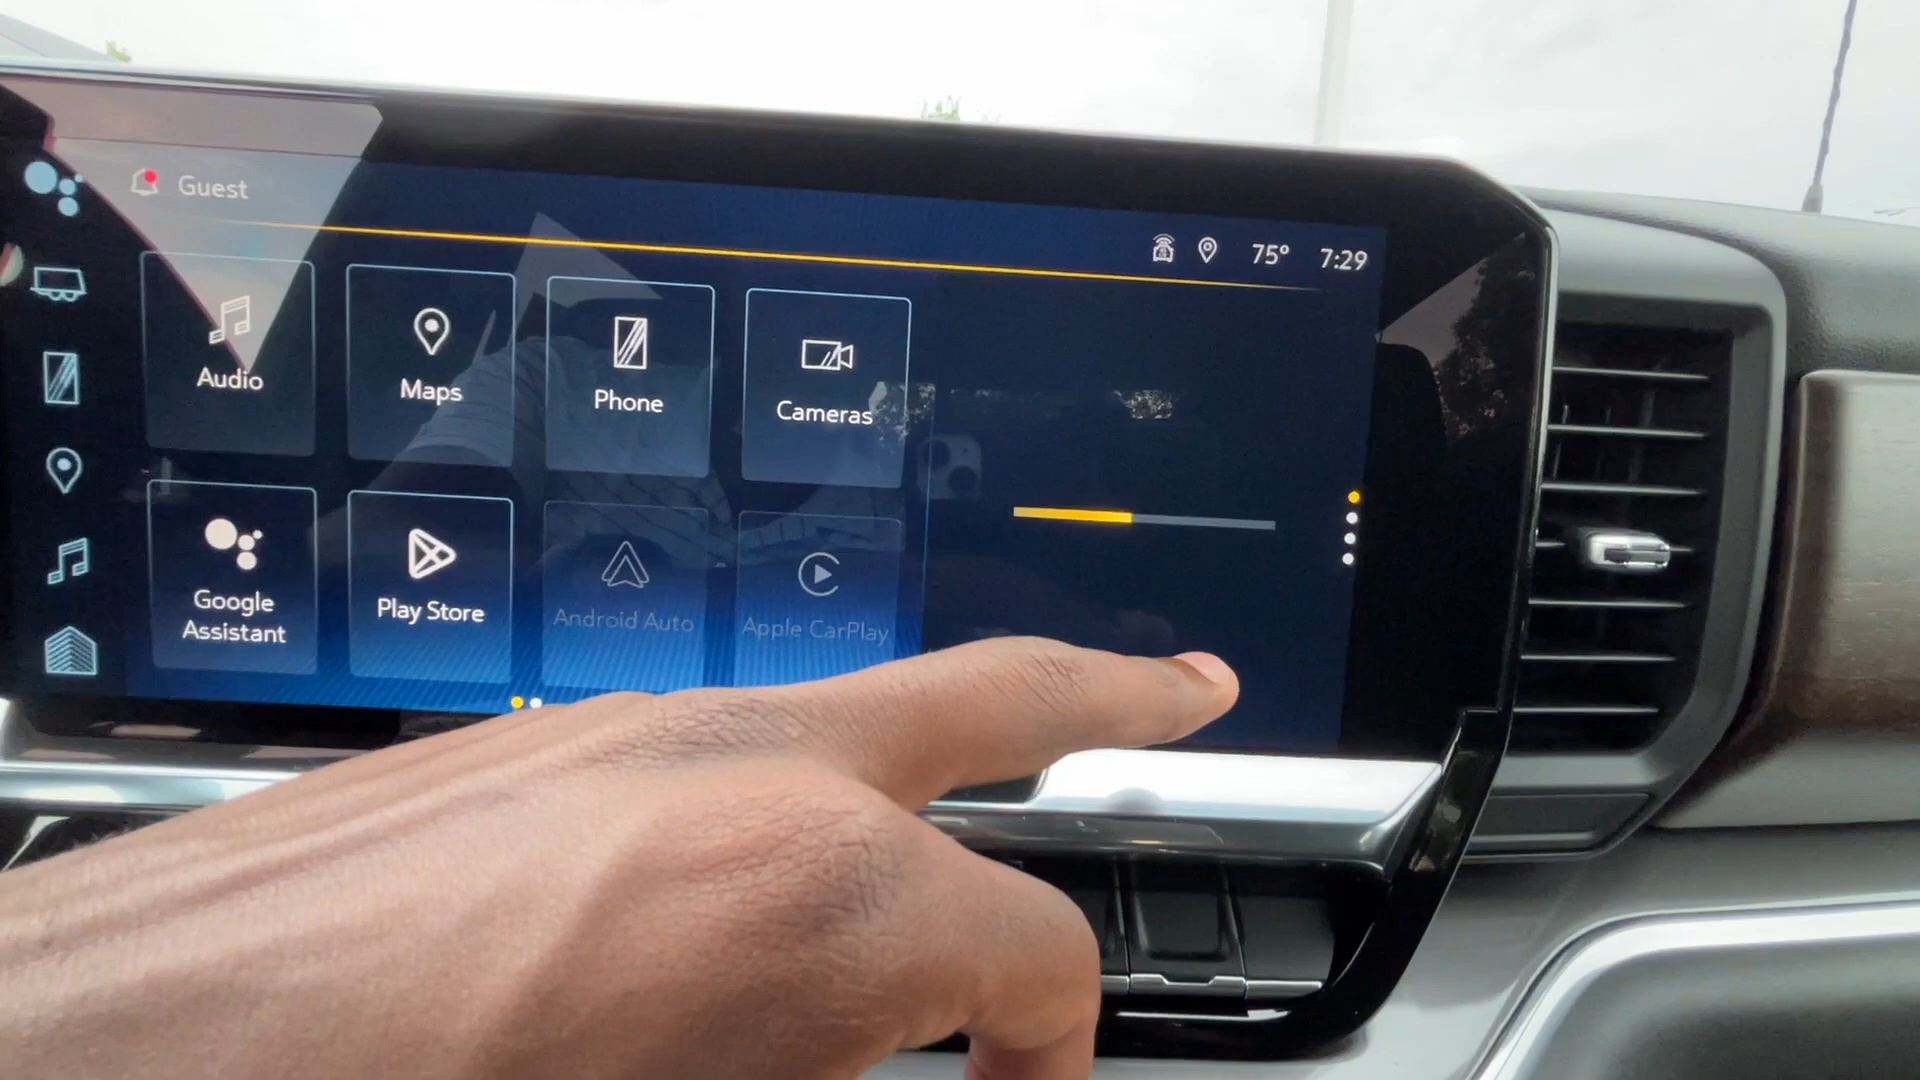 Guest
75° 7:29
Audio
Maps
Phone
Cameras
Google
Assistant
Play Store
Android Auto
Apple CarPlay